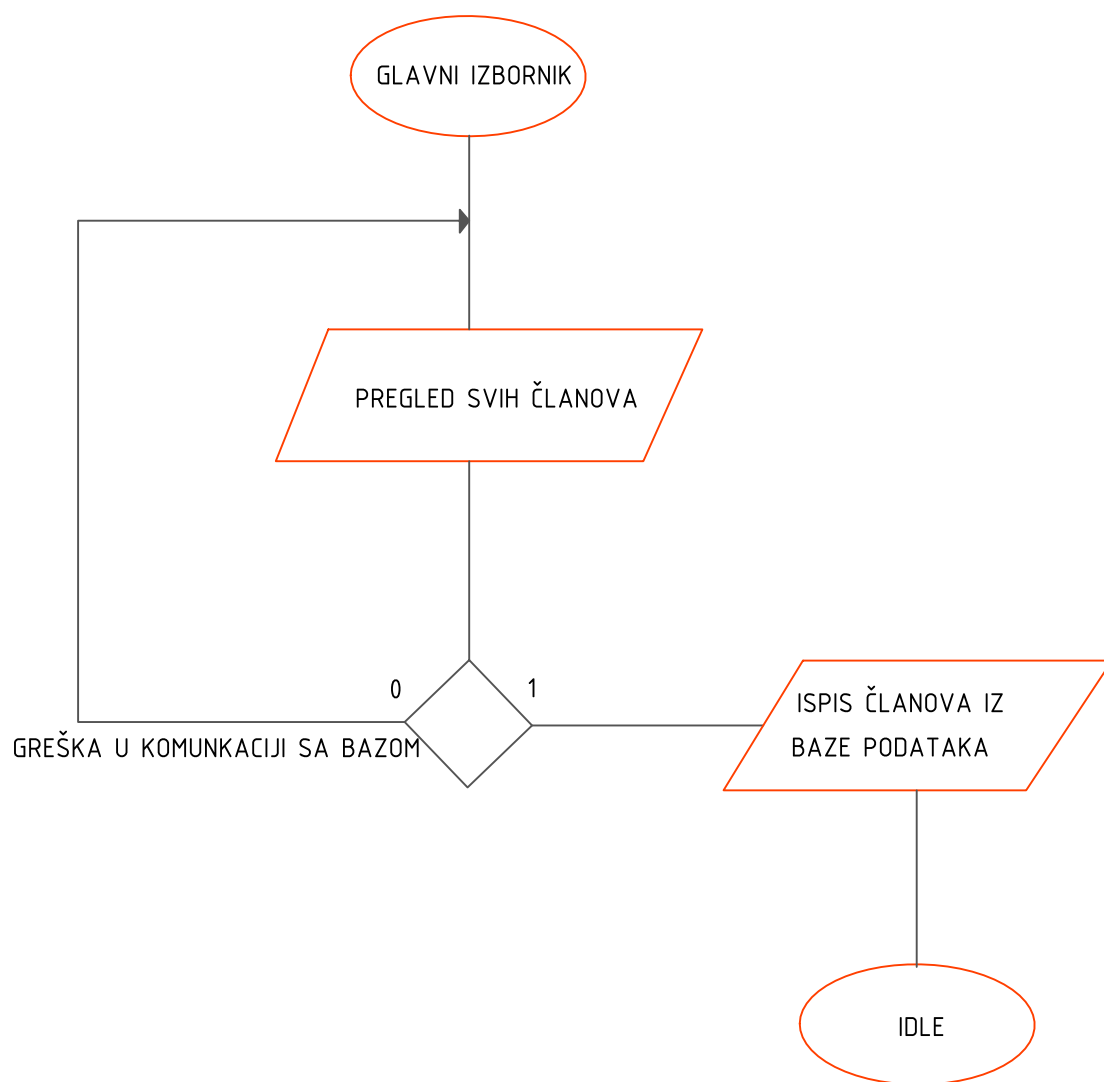 GLAVNI IZBORNIK
PREGLED SVIH ČLANOVA
0
1
GREŠKA U KOMUNKACIJI SA BAZOM
ISPIS ČLANOVA IZ
BAZE PODATAKA
IDLE